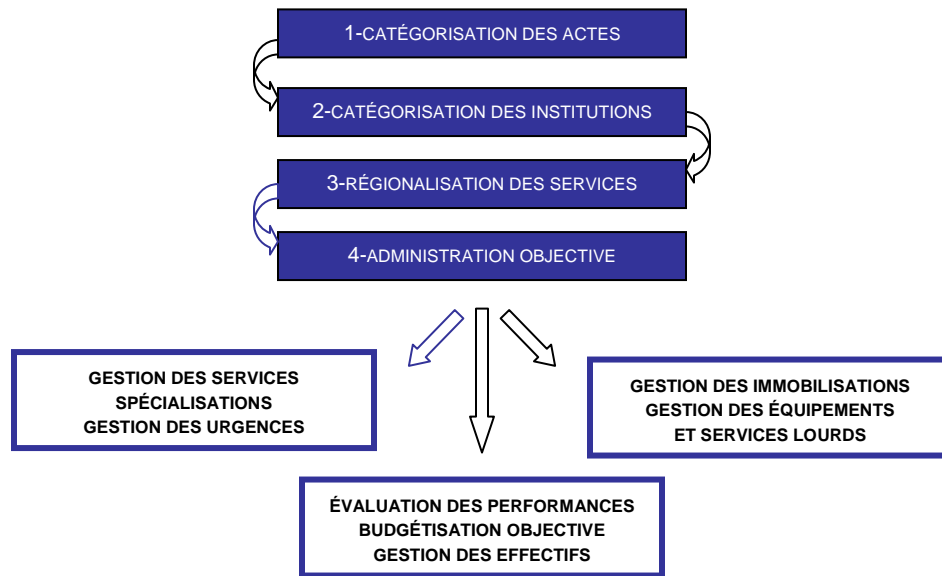 1-CATÉGORISATION DES ACTES
2-CATÉGORISATION DES INSTITUTIONS
3-RÉGIONALISATION DES SERVICES
4-ADMINISTRATION OBJECTIVE
GESTION DES SERVICES
SPÉCIALISATIONS
GESTION DES URGENCES
GESTION DES IMMOBILISATIONS
GESTION DES ÉQUIPEMENTS
ET SERVICES LOURDS
ÉVALUATION DES PERFORMANCES
BUDGÉTISATION OBJECTIVE
GESTION DES EFFECTIFS